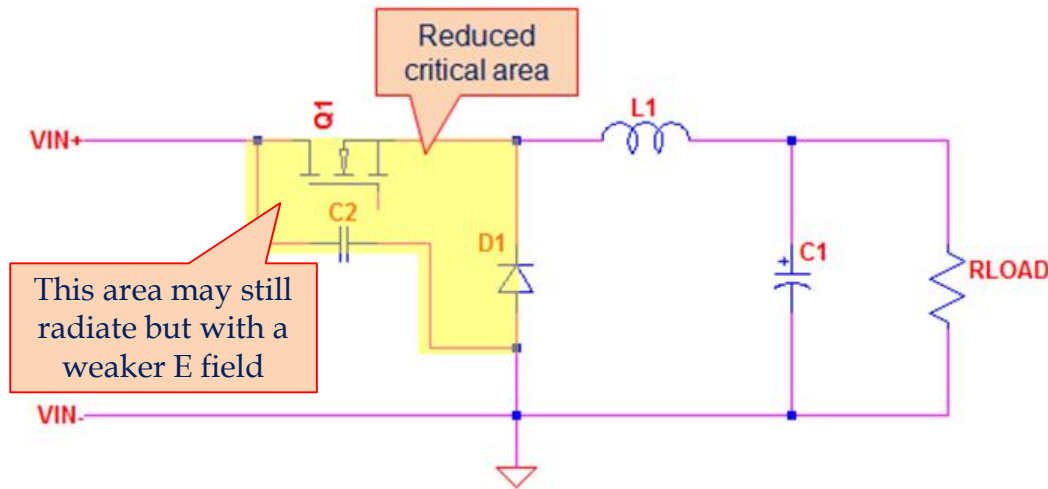 Reduced
critical area
Q1
L1
VIN+
C2
D1
C1
+
RLOAD
This area may still
radiate but with a
weaker E field
VIN-